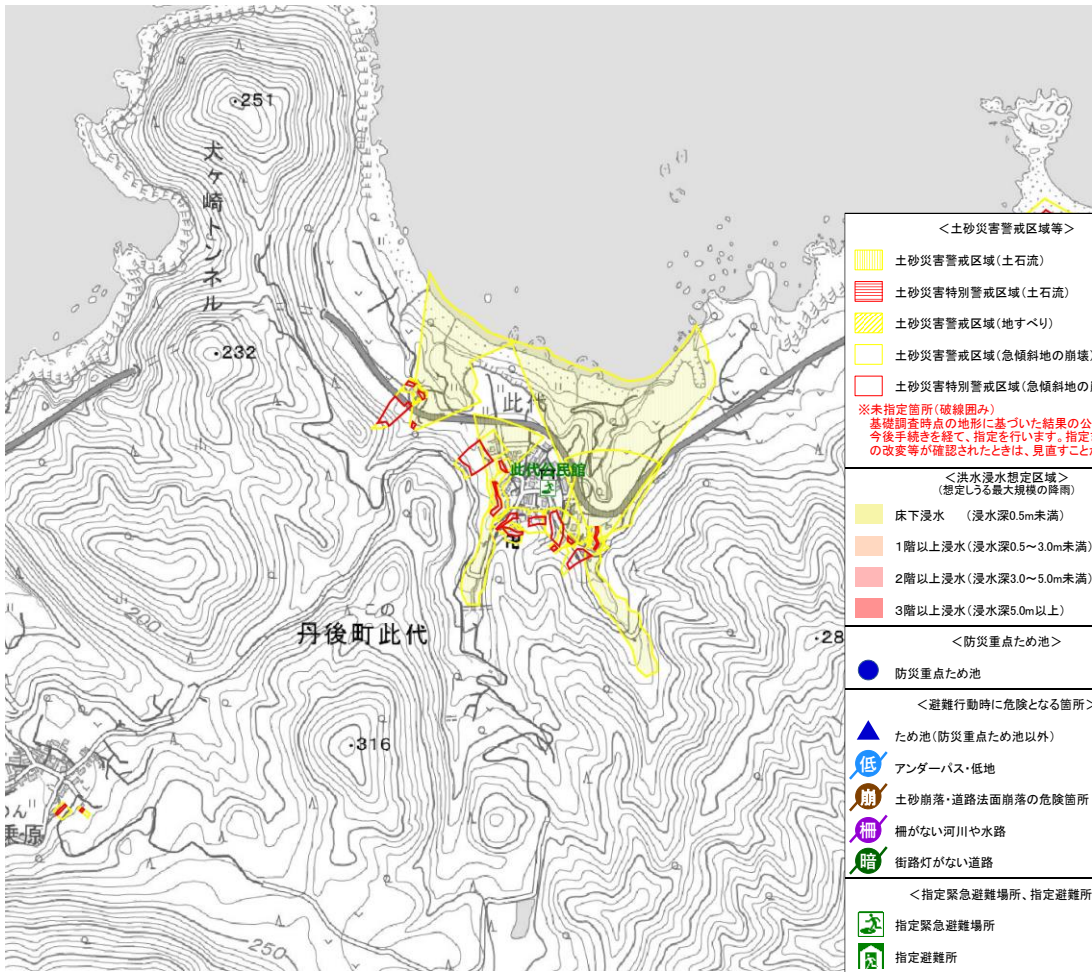 251
犬ヶ崎トンネル
10
232
此代
此代公民館
卍
この
丹後町此代
200
316
28
ん
乗原
250
＜土砂災害警戒区域等＞
土砂災害警戒区域（土石流）
土砂災害特別警戒区域（土石流）
土砂災害警戒区域（地すべり）
土砂災害警戒区域（急傾斜地の崩壊）
土砂災害特別警戒区域（急傾斜地の
※未指定箇所（破線囲み）
基礎調査時点の地形に基づいた結果の公
今後手続きを経て、指定を行います。指定
の改変等が確認されたときは、見直すこと
＜洪水浸水想定区域＞
（想定しうる最大規模の降雨）
床下浸水　（浸水深0.5m未満）
1階以上浸水（浸水深0.5～3.0m未満）
2階以上浸水（浸水深3.0～5.0m未満）
3階以上浸水（浸水深5.0m以上）
＜防災重点ため池＞
防災重点ため池
＜避難行動時に危険となる箇所＞
ため池（防災重点ため池以外）
低 アンダーパス・低地
崩 土砂崩落・道路法面崩落の危険箇所
柵 柵がない河川や水路
暗 街路灯がない道路
＜指定緊急避難場所、指定避難所
指定緊急避難場所
指定避難所